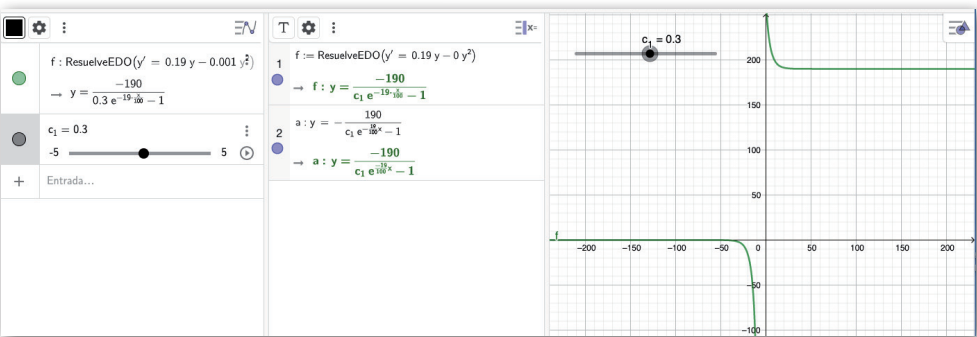 T
f : ResuelveEDO(y′ = 0.19 y − 0.001 y²)
→ y = −190 / (0.3 e^(−19·x/100) − 1)
c₁ = 0.3
-5
5
+ Entrada...
1
f := ResuelveEDO(y′ = 0.19 y − 0 y²)
→ f : y = −190 / (c₁ e^(−19·x/100) − 1)
2
a : y = − 190 / (c₁ e^(−19/100 x) − 1)
→ a : y = −190 / (c₁ e^(−19/100 x) − 1)
c₁ = 0.3
200
150
100
50
f
−200 −150 −100 −50 0 50 100 150 200
−50
−100